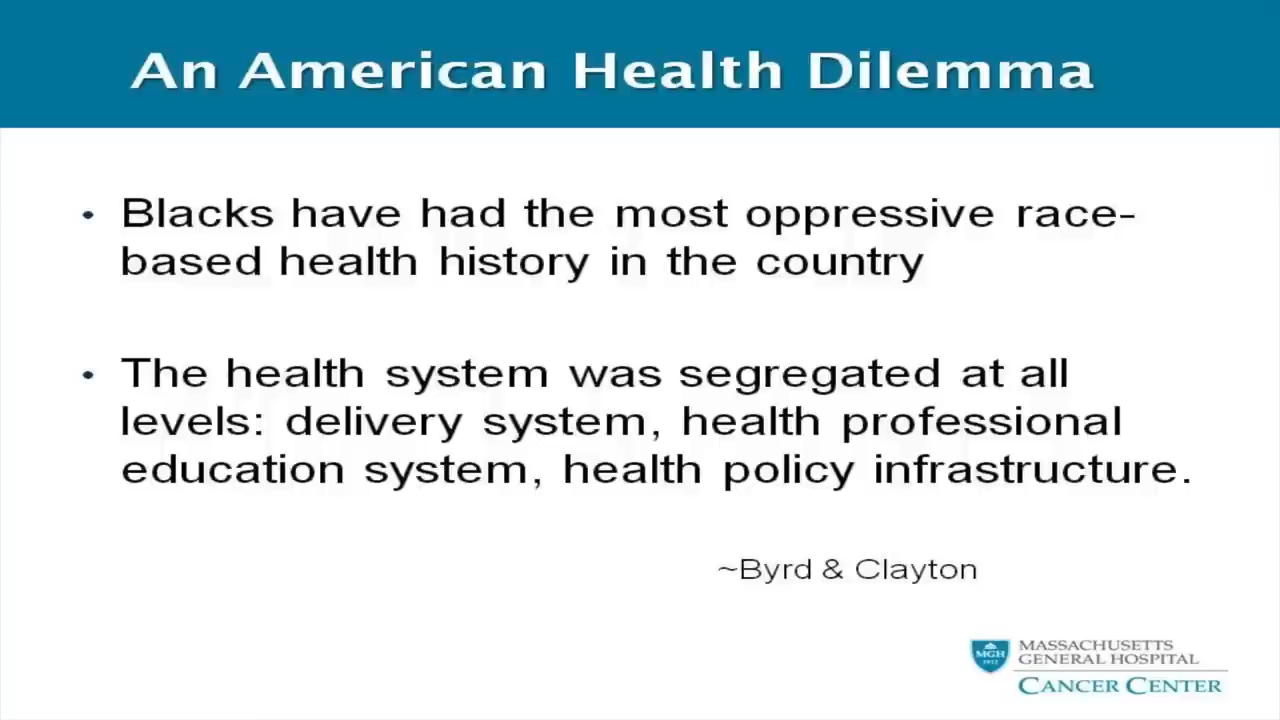 An American Health Dilemma
• Blacks have had the most oppressive race-
based health history in the country
• The health system was segregated at all
levels: delivery system, health professional
education system, health policy infrastructure.
~Byrd & Clayton
MGH
1811
MASSACHUSETTS
GENERAL HOSPITAL
CANCER CENTER